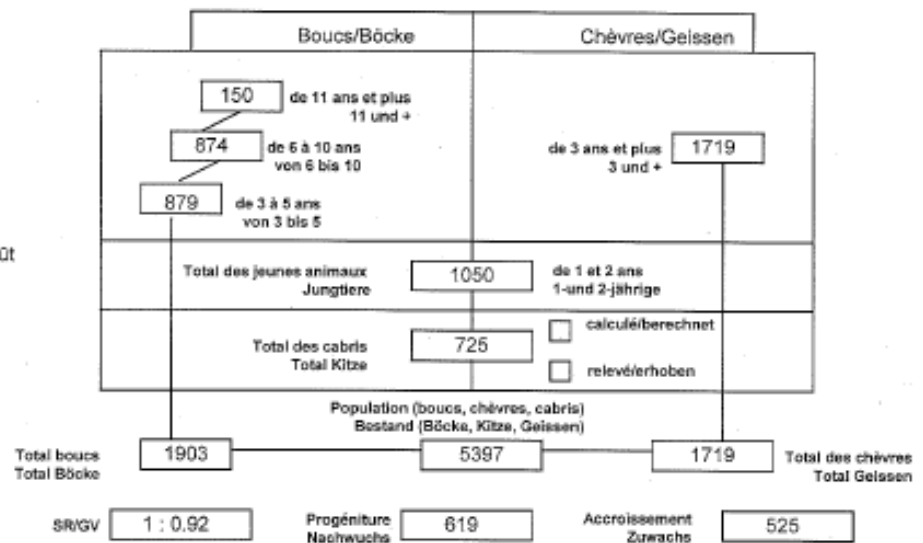 Boucs/Böcke Chèvres/Geissen
150 de 11 ans et plus
11 und +
874 de 6 à 10 ans
von 6 bis 10
de 3 ans et plus 1719
3 und +
879 de 3 à 5 ans
von 3 bis 5
ût
Total des jeunes animaux 1050 de 1 et 2 ans
Jungtiere 1-und 2-jährige
calculé/berechnet
Total des cabris 725
Total Kitze
relevé/erhoben
Population (boucs, chèvres, cabris)
Bestand (Böcke, Kitze, Geissen)
Total boucs 1903 5397 1719 Total des chèvres
Total Böcke Total Geissen
SR/GV 1 : 0.92 Progéniture 619 Accroissement 525
Nachwuchs Zuwachs